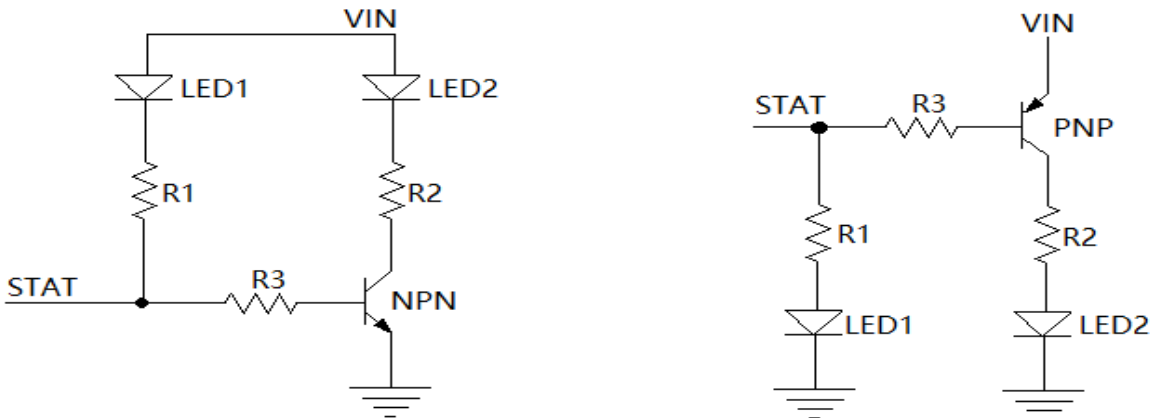 VIN
LED1
LED2
R1
R2
STAT
R3
NPN
VIN
STAT
R3
PNP
R1
R2
LED1
LED2